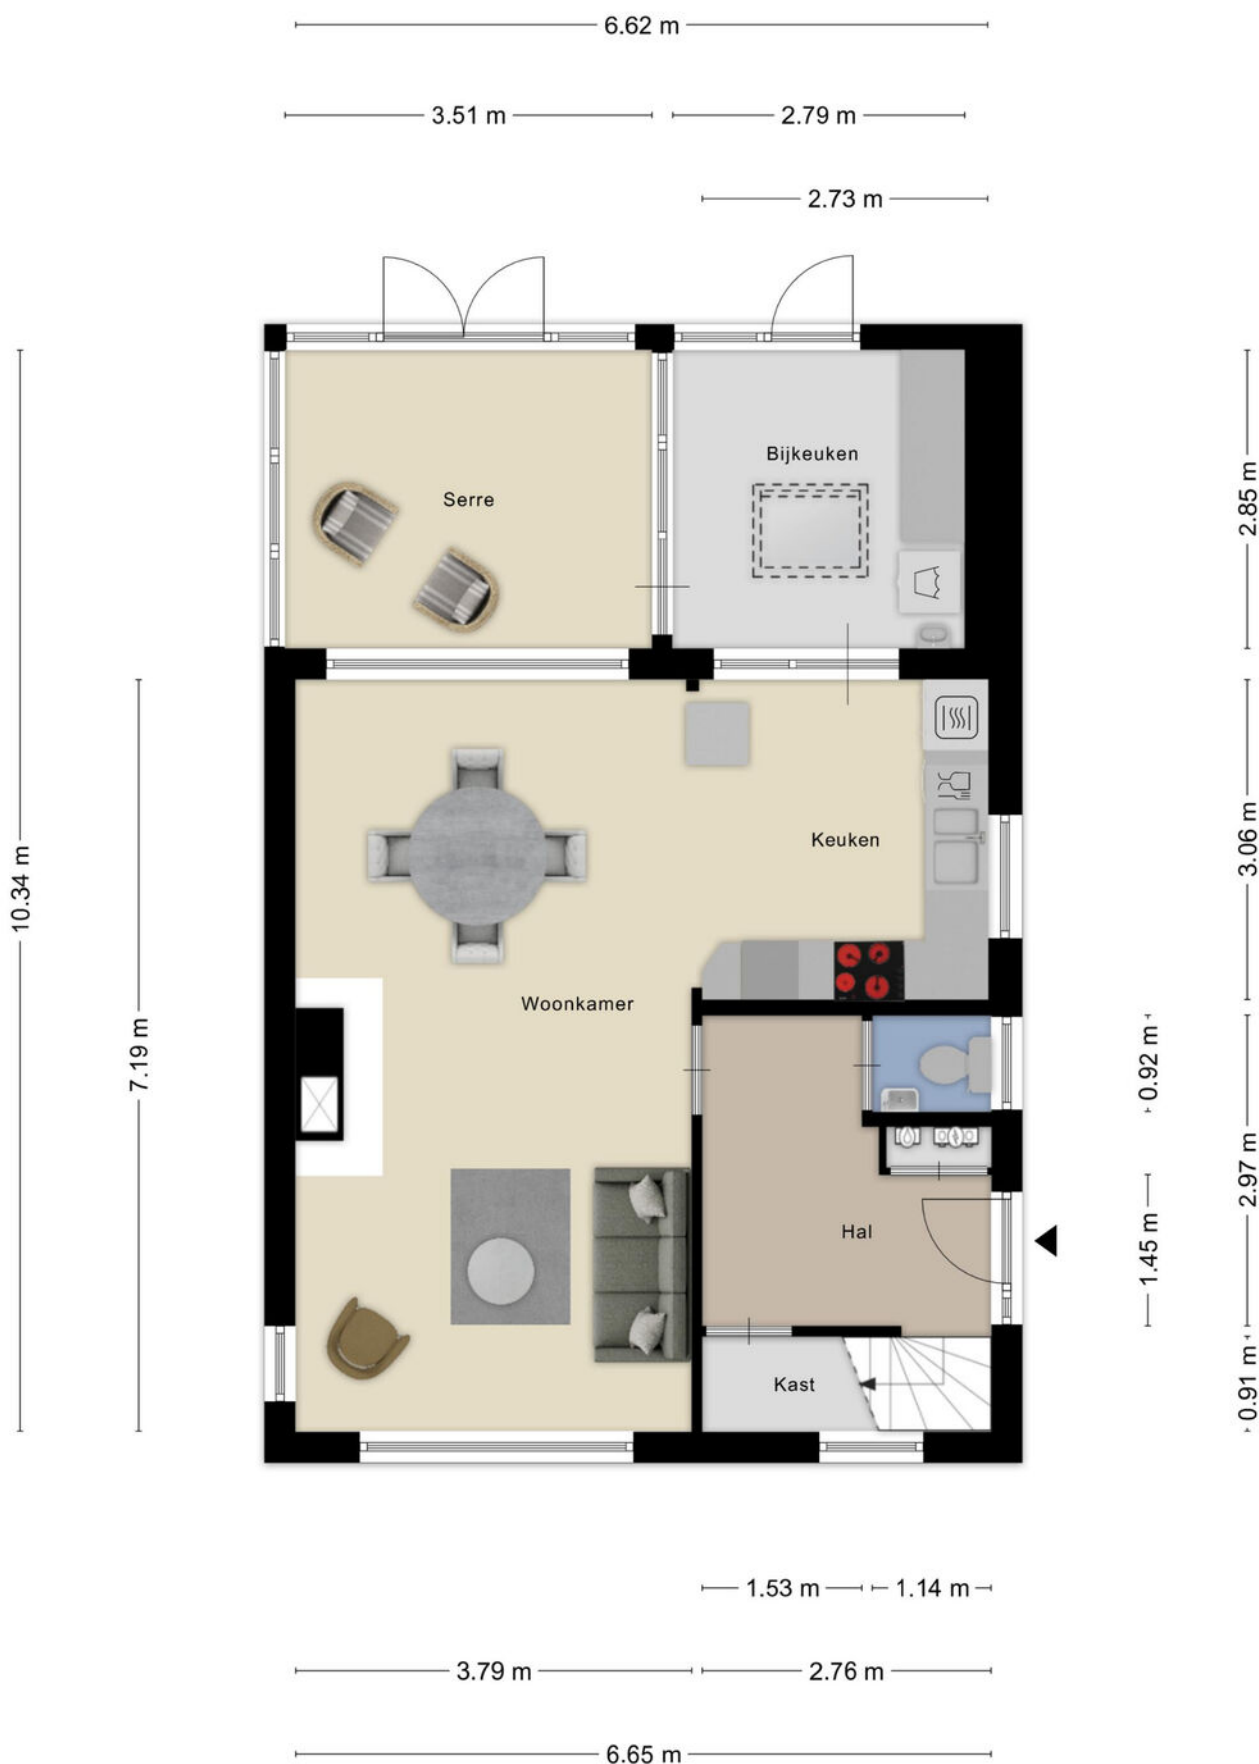 6.62 m
3.51 m
2.79 m
2.73 m
Bijkeuken
Serre
2.85 m
Keuken
3.06 m
10.34 m
Woonkamer
7.19 m
0.92 m
2.97 m
Hal
1.45 m
Kast
0.91 m
1.53 m
1.14 m
3.79 m
2.76 m
6.65 m